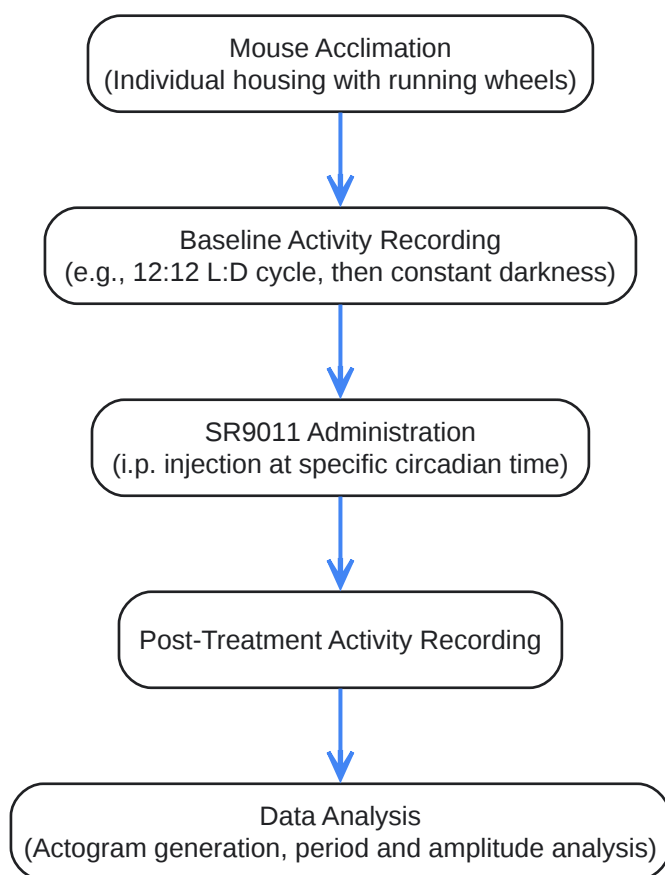 Mouse Acclimation
(Individual housing with running wheels)
Baseline Activity Recording
(e.g., 12:12 L:D cycle, then constant darkness)
SR9011 Administration
(i.p. injection at specific circadian time)
Post-Treatment Activity Recording
Data Analysis
(Actogram generation, period and amplitude analysis)